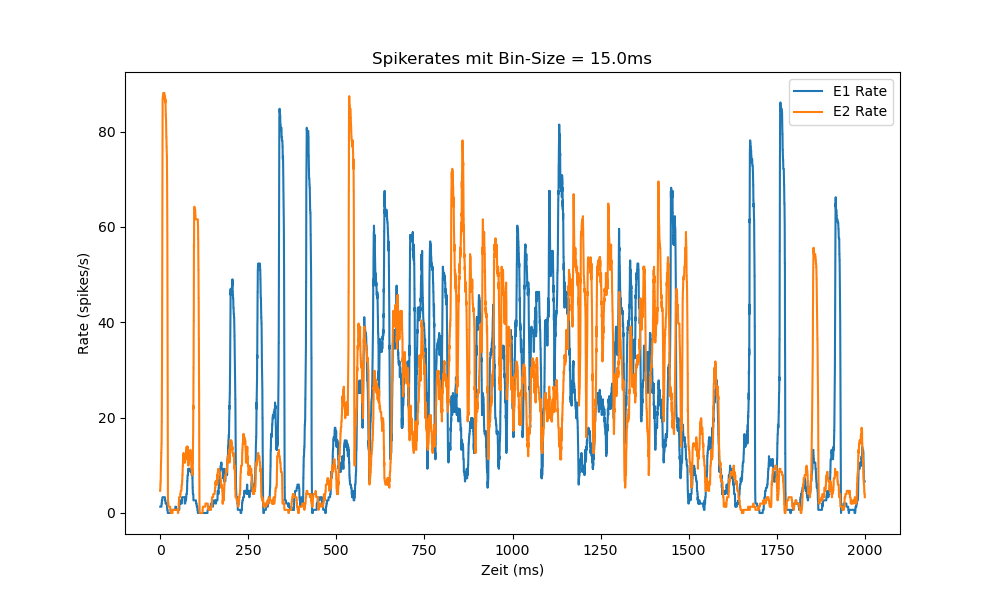 Spikerates mit Bin-Size = 15.0ms
E1 Rate
E2 Rate
Rate (spikes/s)
80
60
40
20
0
0 250 500 750 1000 1250 1500 1750 2000
Zeit (ms)